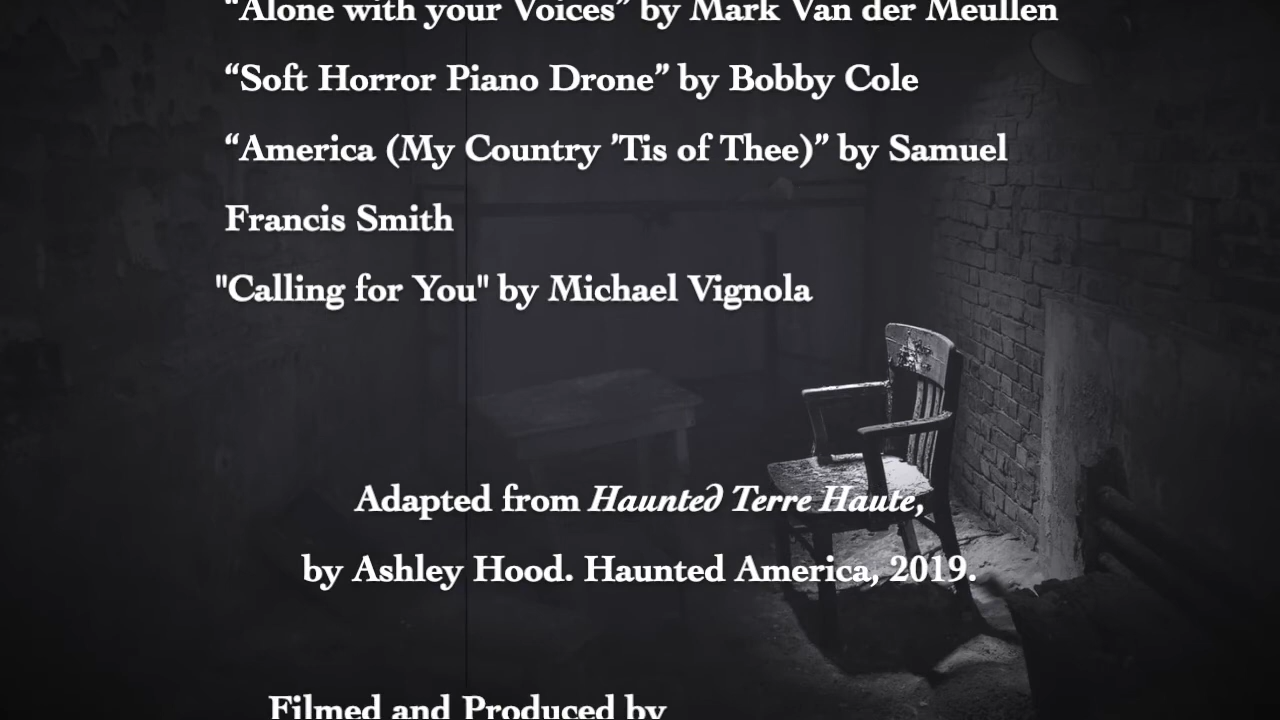 “Alone with your Voices” by Mark Van der Meullen
“Soft Horror Piano Drone” by Bobby Cole
“America (My Country ’Tis of Thee)” by Samuel
Francis Smith
"Calling for You" by Michael Vignola
Adapted from Haunted Terre Haute,
by Ashley Hood. Haunted America, 2019.
Filmed and Produced by